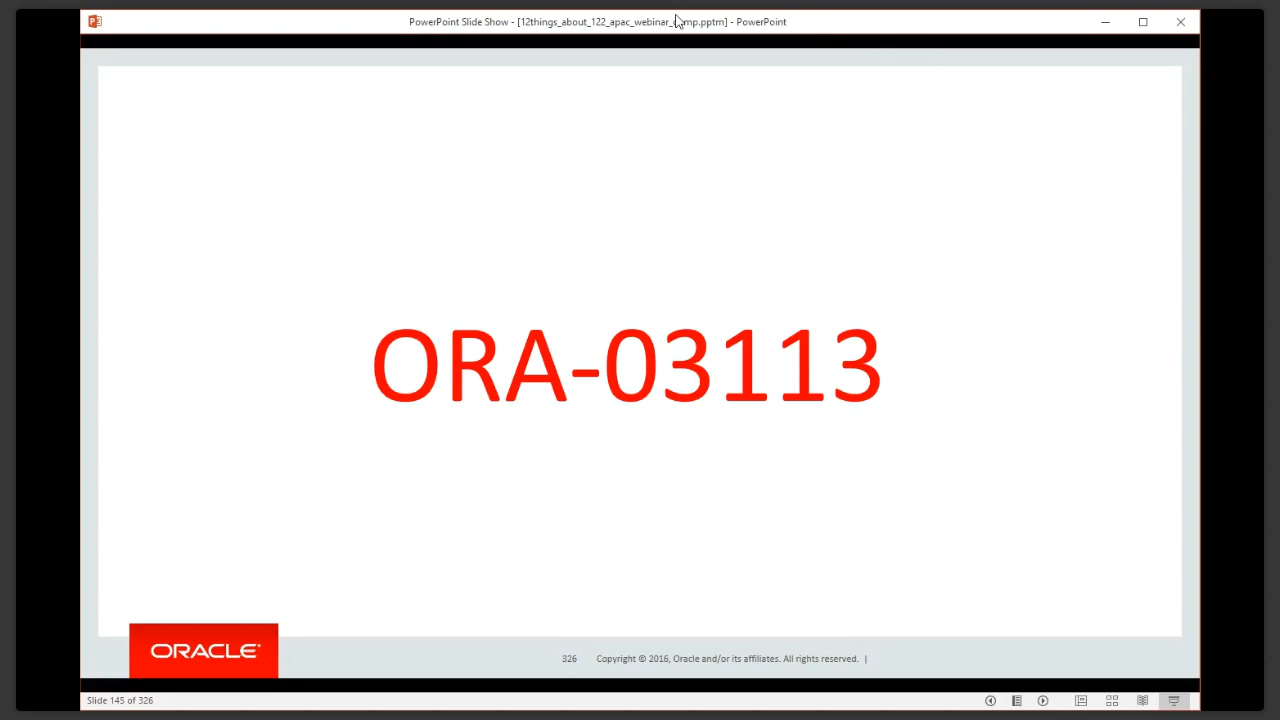 PowerPoint Slide Show - [12things_about_122_apac_webinar_ mp.pptm] - PowerPoint
ORA-03113
ORACLE
326 Copyright © 2016, Oracle and/or its affiliates. All rights reserved. |
Slide 145 of 326